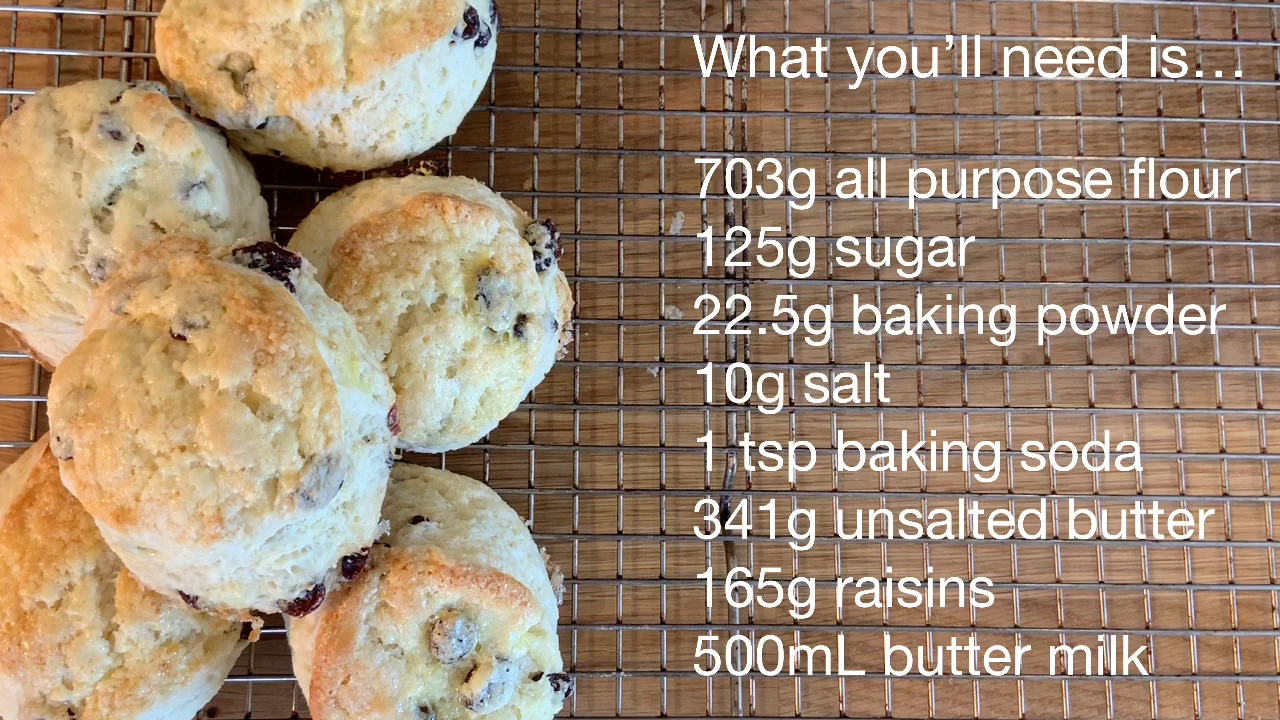 What you’ll need is…
703g all purpose flour
125g sugar
22.5g baking powder
10g salt
1 tsp baking soda
341g unsalted butter
165g raisins
500mL butter milk